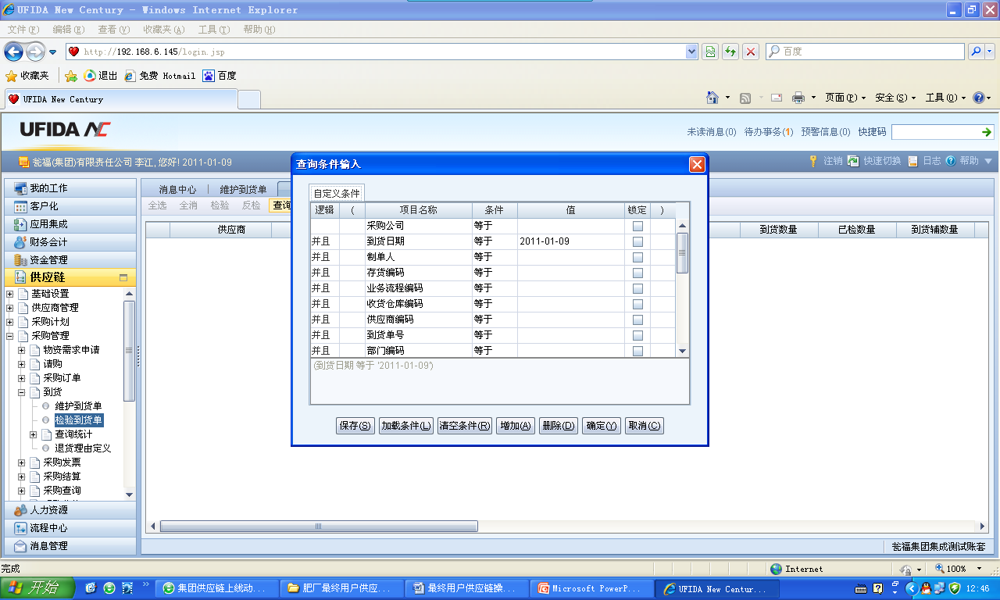 UFIDA New Century - Windows Internet Explorer
文件(F) 编辑(E) 查看(V) 收藏夹(A) 工具(T) 帮助(H)
http://192.168.6.145/login.jsp 百度
收藏夹 退出 免费 Hotmail 百度
UFIDA New Century 页面(P) 安全(S) 工具(O)
UFIDA NC 未读消息(0) 待办事务(1) 预警信息(0) 快捷码
瓮福(集团)有限责任公司 李江, 您好! 2011-01-09 注销 快速切换 日志 帮助
我的工作
客户化
应用集成
财务会计
资金管理
供应链
基础设置
供应商管理
采购计划
采购管理
物资需求申请
请购
采购订单
到货
维护到货单
检验到货单
查询统计
退货理由定义
采购发票
采购结算
采购查询
人力资源
流程中心
消息管理
消息中心 维护到货单
全选 全消 检验 反检 查询
供应商 到货数量 已检数量 到货辅数量
查询条件输入
自定义条件
逻辑 ( 项目名称 条件 值 锁定 )
采购公司 等于
并且 到货日期 等于 2011-01-09
并且 制单人 等于
并且 存货编码 等于
并且 业务流程编码 等于
并且 收货仓库编码 等于
并且 供应商编码 等于
并且 到货单号 等于
并且 部门编码 等于
(到货日期 等于 '2011-01-09')
保存(S) 加载条件(L) 清空条件(R) 增加(A) 删除(D) 确定(Y) 取消(C)
瓮福集团集成测试账套
完成 Internet 100%
开始 集团供应链上线动... 肥厂最终用户供应... 最终用户供应链操... Microsoft PowerP... UFIDA New Centur... 12:46